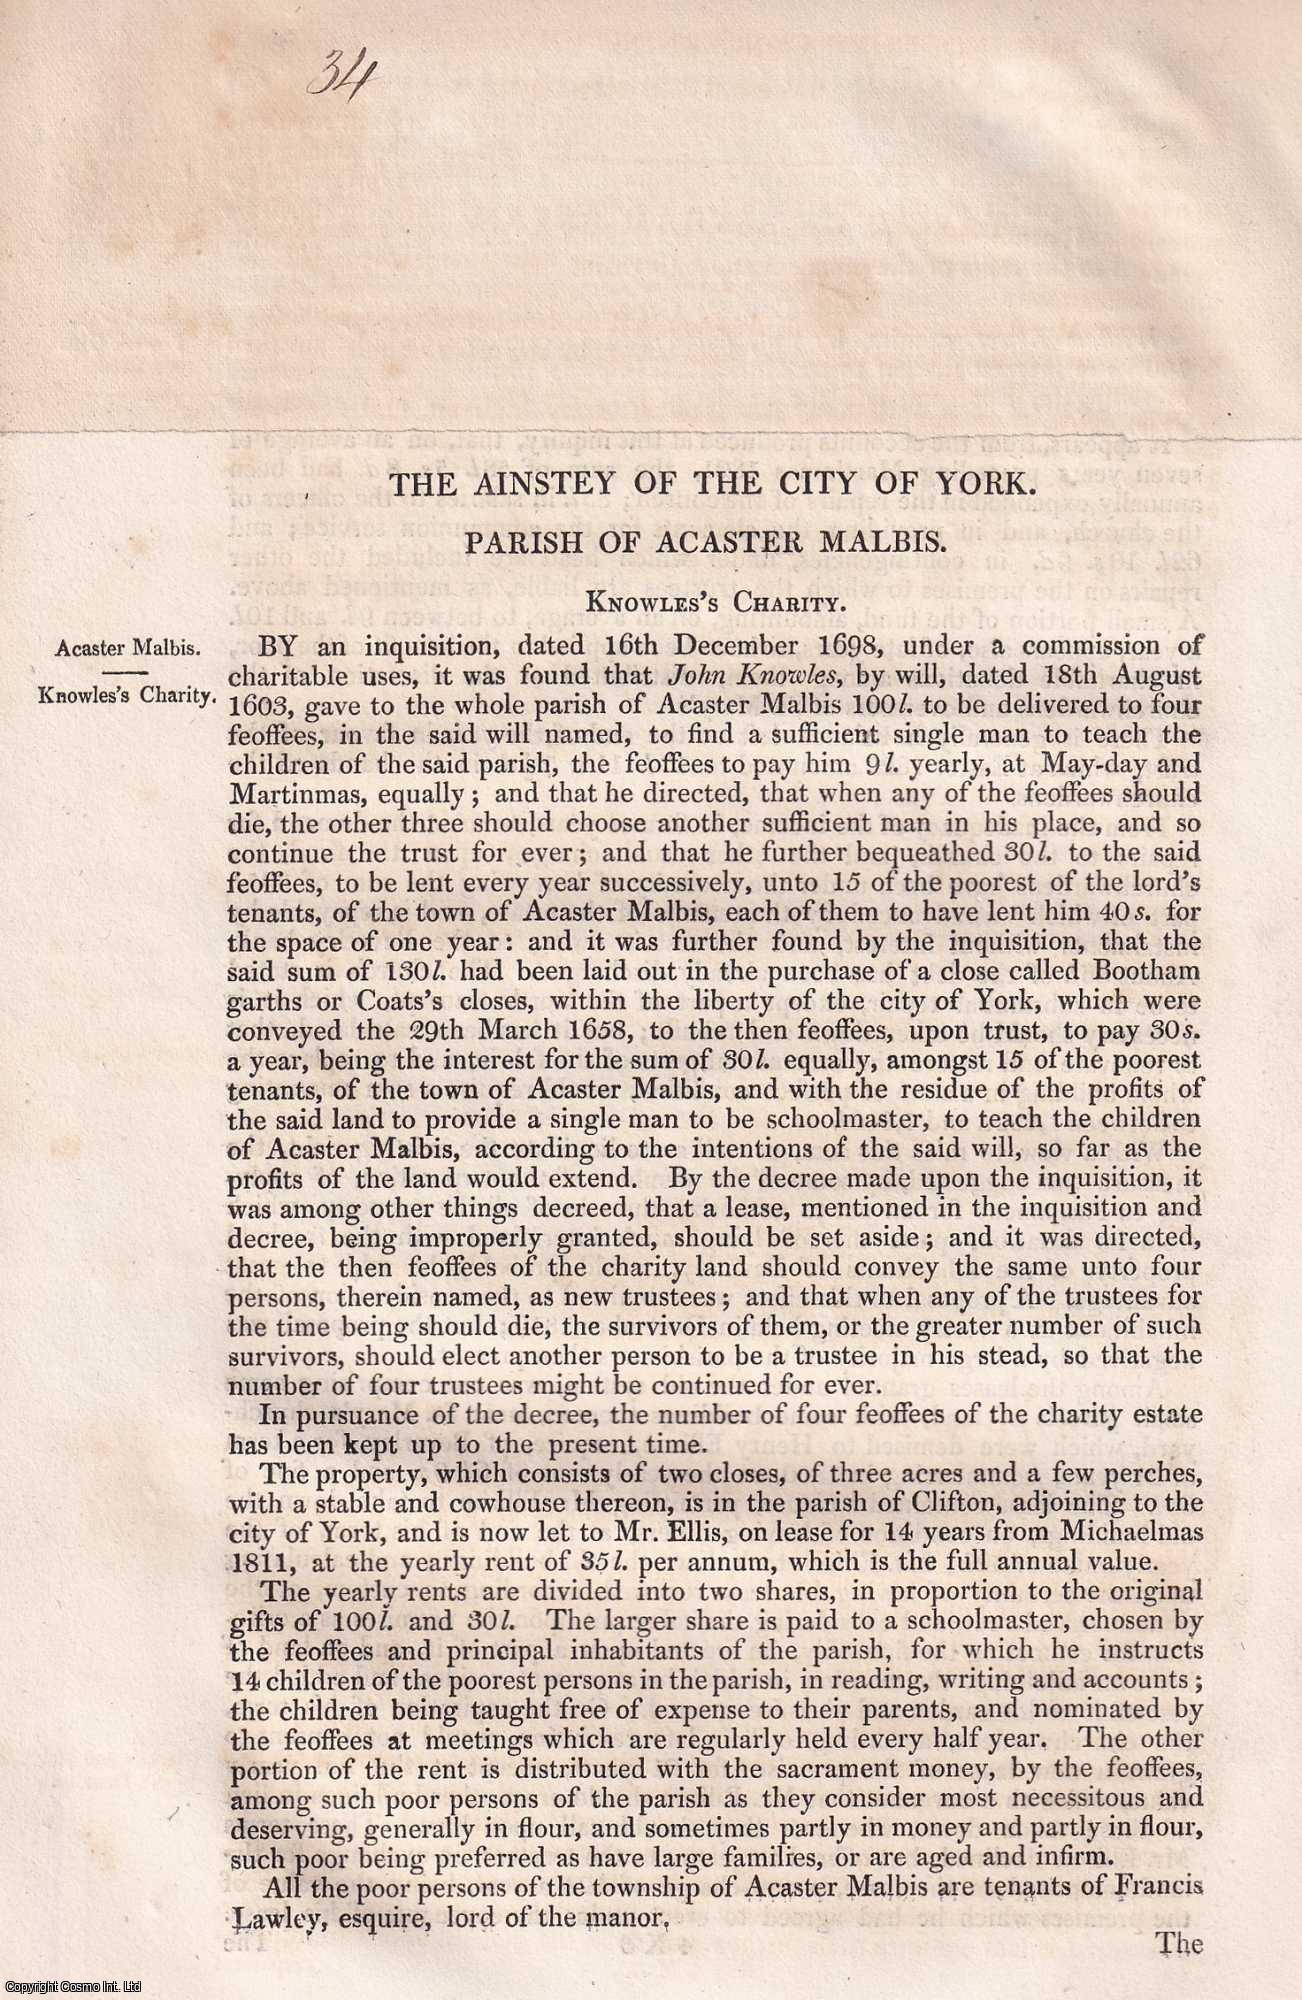 34
THE AINSTEY OF THE CITY OF YORK.
PARISH OF ACASTER MALBIS.
KNOWLES'S CHARITY.
Acaster Malbis.
Knowles's Charity.
BY an inquisition, dated 16th December 1698, under a commission of
charitable uses, it was found that John Knowles, by will, dated 18th August
1603, gave to the whole parish of Acaster Malbis 100l. to be delivered to four
feoffees, in the said will named, to find a sufficient single man to teach the
children of the said parish, the feoffees to pay him 9l. yearly, at May-day and
Martinmas, equally; and that he directed, that when any of the feoffees should
die, the other three should choose another sufficient man in his place, and so
continue the trust for ever; and that he further bequeathed 30l. to the said
feoffees, to be lent every year successively, unto 15 of the poorest of the lord's
tenants, of the town of Acaster Malbis, each of them to have lent him 40s. for
the space of one year: and it was further found by the inquisition, that the
said sum of 130l. had been laid out in the purchase of a close called Bootham
garths or Coats's closes, within the liberty of the city of York, which were
conveyed the 29th March 1658, to the then feoffees, upon trust, to pay 30s.
a year, being the interest for the sum of 30l. equally, amongst 15 of the poorest
tenants, of the town of Acaster Malbis, and with the residue of the profits of
the said land to provide a single man to be schoolmaster, to teach the children
of Acaster Malbis, according to the intentions of the said will, so far as the
profits of the land would extend. By the decree made upon the inquisition, it
was among other things decreed, that a lease, mentioned in the inquisition and
decree, being improperly granted, should be set aside; and it was directed,
that the then feoffees of the charity land should convey the same unto four
persons, therein named, as new trustees; and that when any of the trustees for
the time being should die, the survivors of them, or the greater number of such
survivors, should elect another person to be a trustee in his stead, so that the
number of four trustees might be continued for ever.
In pursuance of the decree, the number of four feoffees of the charity estate
has been kept up to the present time.
The property, which consists of two closes, of three acres and a few perches,
with a stable and cowhouse thereon, is in the parish of Clifton, adjoining to the
city of York, and is now let to Mr. Ellis, on lease for 14 years from Michaelmas
1811, at the yearly rent of 35l. per annum, which is the full annual value.
The yearly rents are divided into two shares, in proportion to the original
gifts of 100l. and 30l. The larger share is paid to a schoolmaster, chosen by
the feoffees and principal inhabitants of the parish, for which he instructs
14 children of the poorest persons in the parish, in reading, writing and accounts;
the children being taught free of expense to their parents, and nominated by
the feoffees at meetings which are regularly held every half year. The other
portion of the rent is distributed with the sacrament money, by the feoffees,
among such poor persons of the parish as they consider most necessitous and
deserving, generally in flour, and sometimes partly in money and partly in flour,
such poor being preferred as have large families, or are aged and infirm.
All the poor persons of the township of Acaster Malbis are tenants of Francis
Lawley, esquire, lord of the manor.
The
Copyright Cosmo Int. Ltd